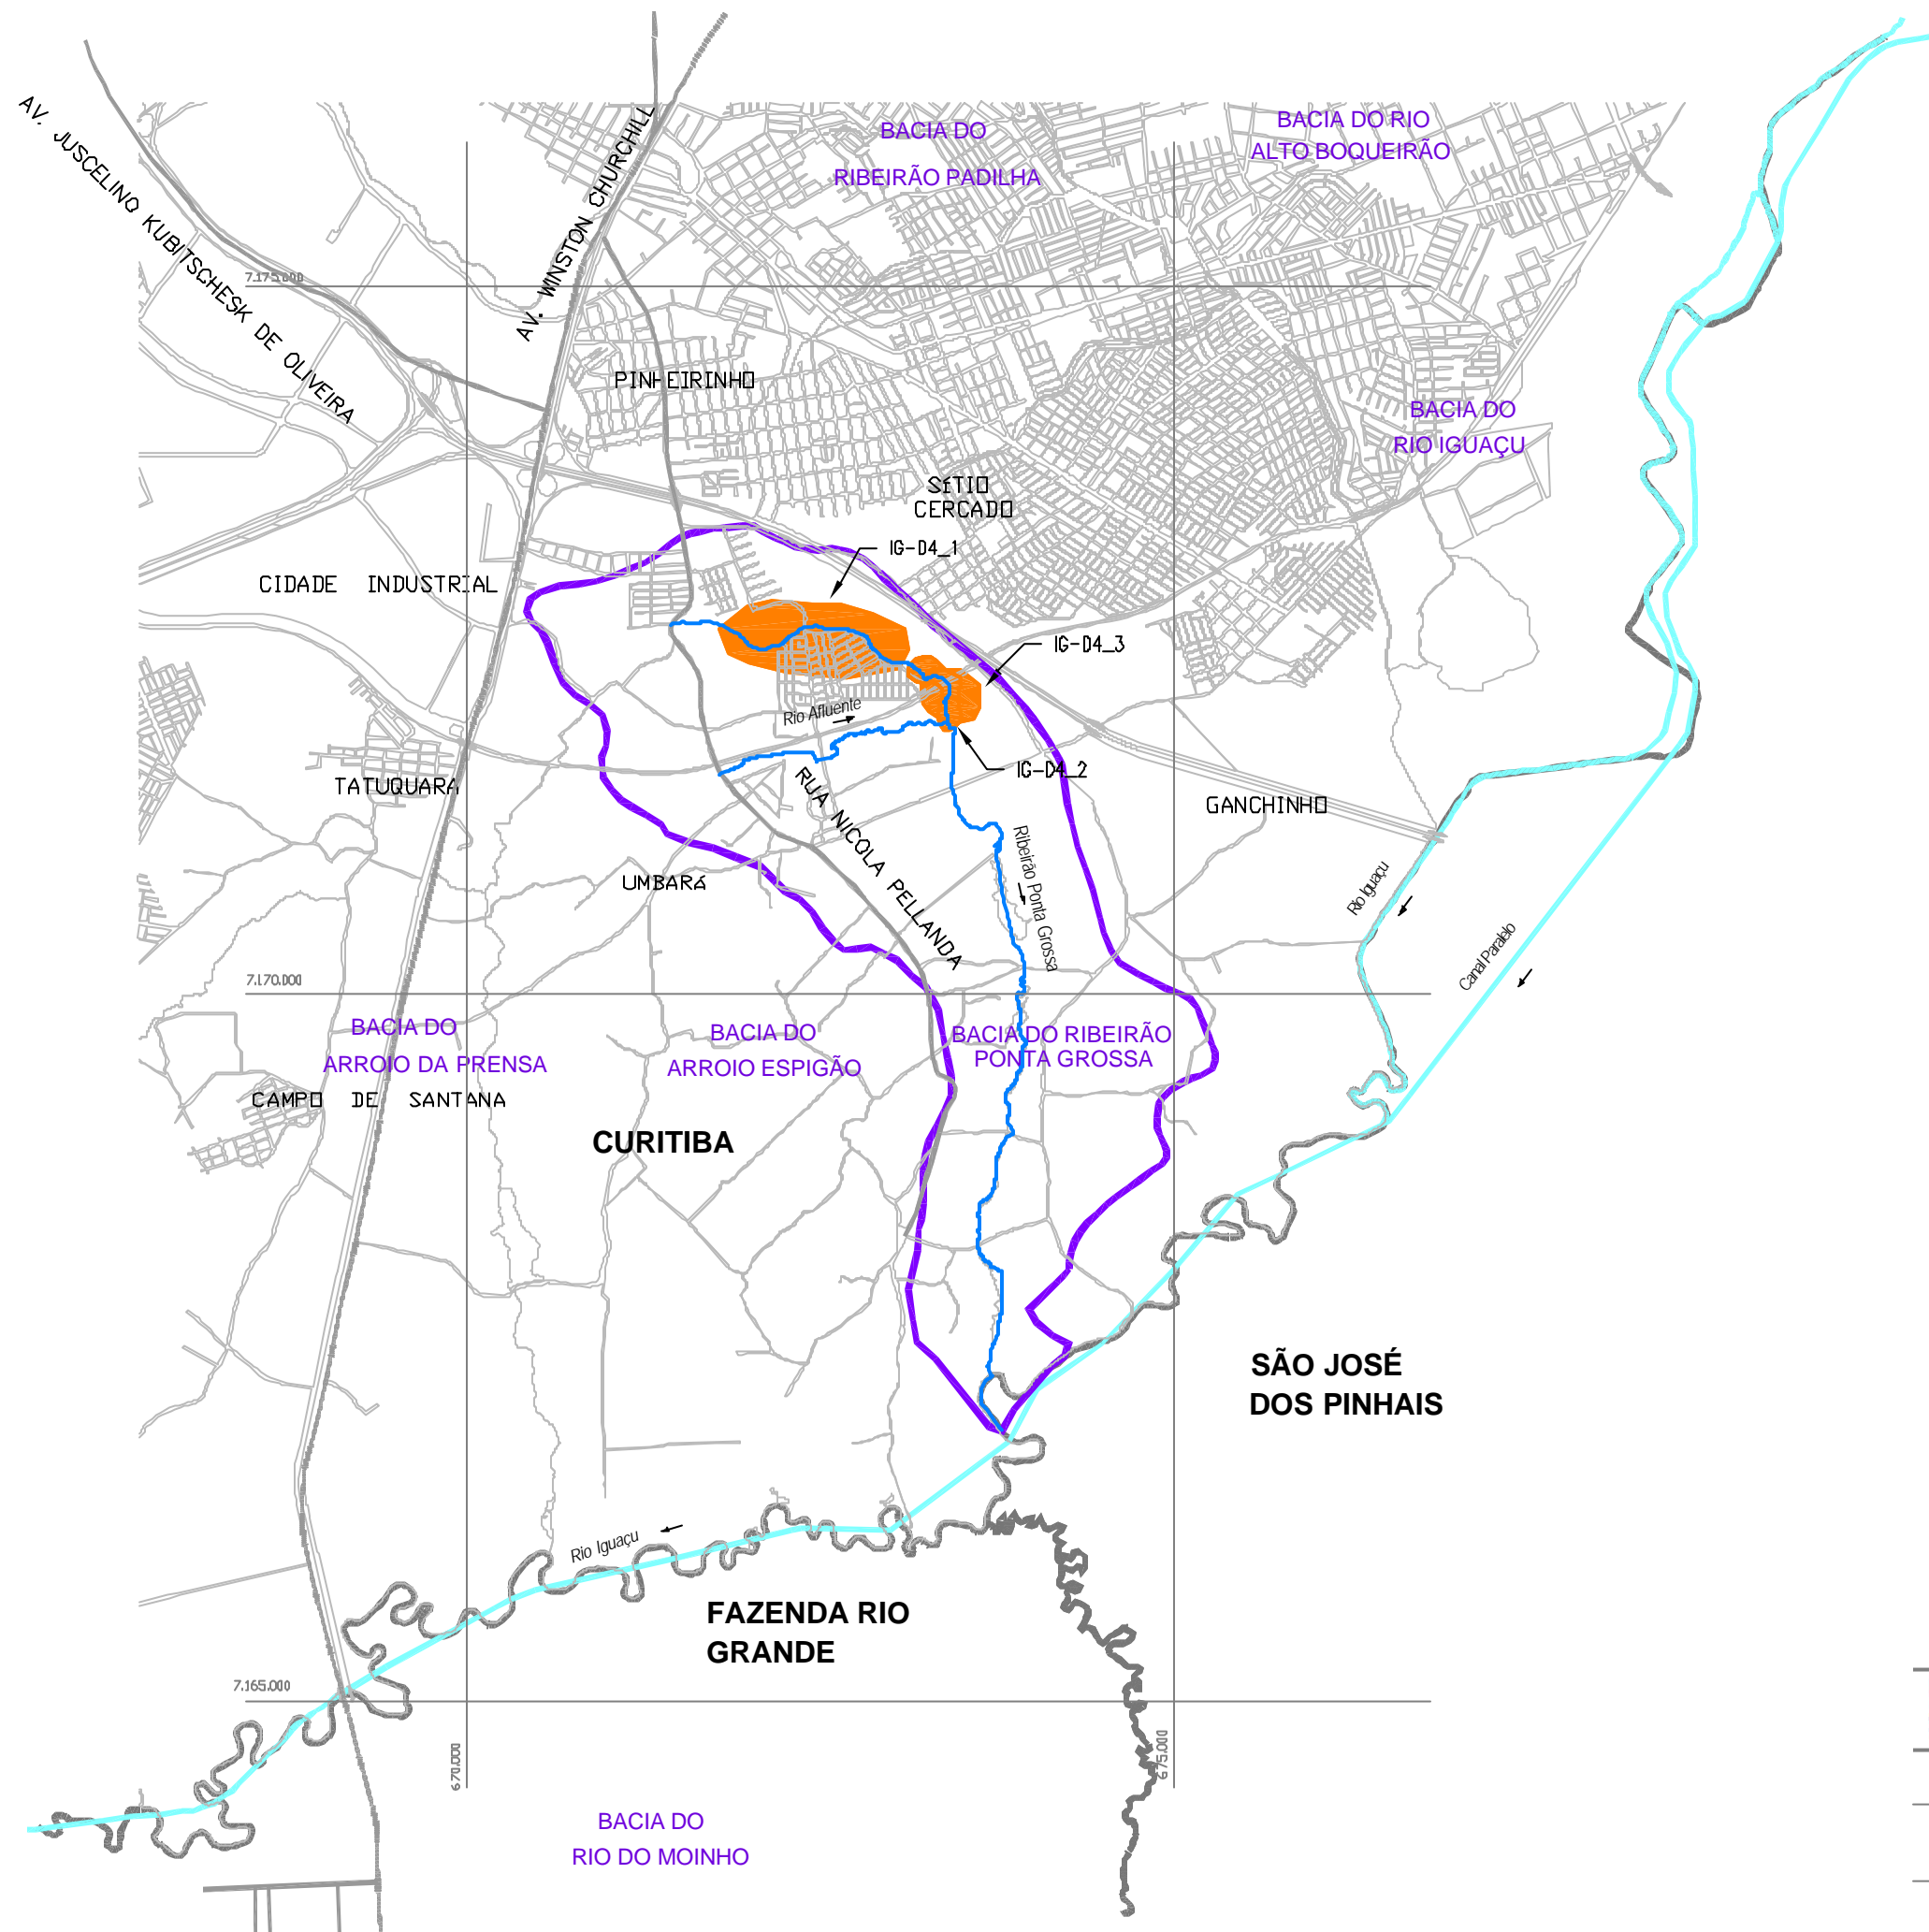 AV. JUSCELINO KUBITSCHESK DE OLIVEIRA
AV. WINSTON CHURCHILL
BACIA DO
RIBEIRÃO PADILHA
BACIA DO RIO
ALTO BOQUEIRÃO
7.175.000
PINHEIRINHO
BACIA DO
RIO IGUAÇU
SÍTIO
CERCADO
IG-D4_1
CIDADE INDUSTRIAL
IG-D4_3
Rio Afluente
IG-D4_2
TATUQUARA
RUA NICOLA PELLANDA
GANCHINHO
UMBARÁ
Ribeirão Ponta Grossa
Rio Iguaçu
Canal Paralelo
7.170.000
BACIA DO
ARROIO DA PRENSA
BACIA DO
ARROIO ESPIGÃO
BACIA DO RIBEIRÃO
PONTA GROSSA
CAMPO DE SANTANA
CURITIBA
SÃO JOSÉ
DOS PINHAIS
Rio Iguaçu
FAZENDA RIO
GRANDE
7.165.000
670.000
675.000
BACIA DO
RIO DO MOINHO